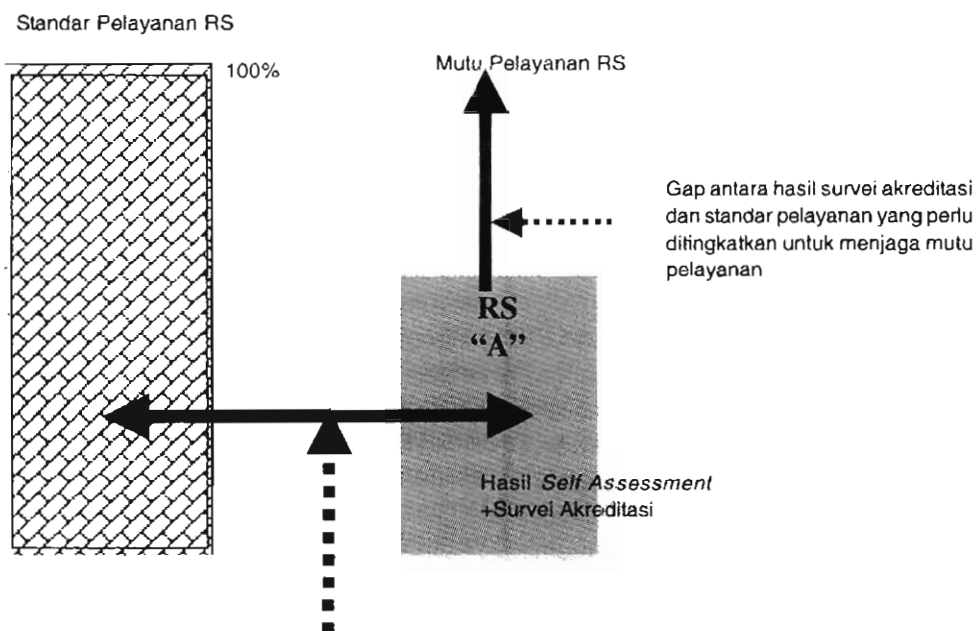 Standar Pelayanan RS
100%
Mutu Pelayanan RS
Gap antara hasil survei akreditasi
dan standar pelayanan yang perlu
ditingkatkan untuk menjaga mutu
pelayanan
RS
“A”
Hasil Self Assessment
+Survei Akreditasi